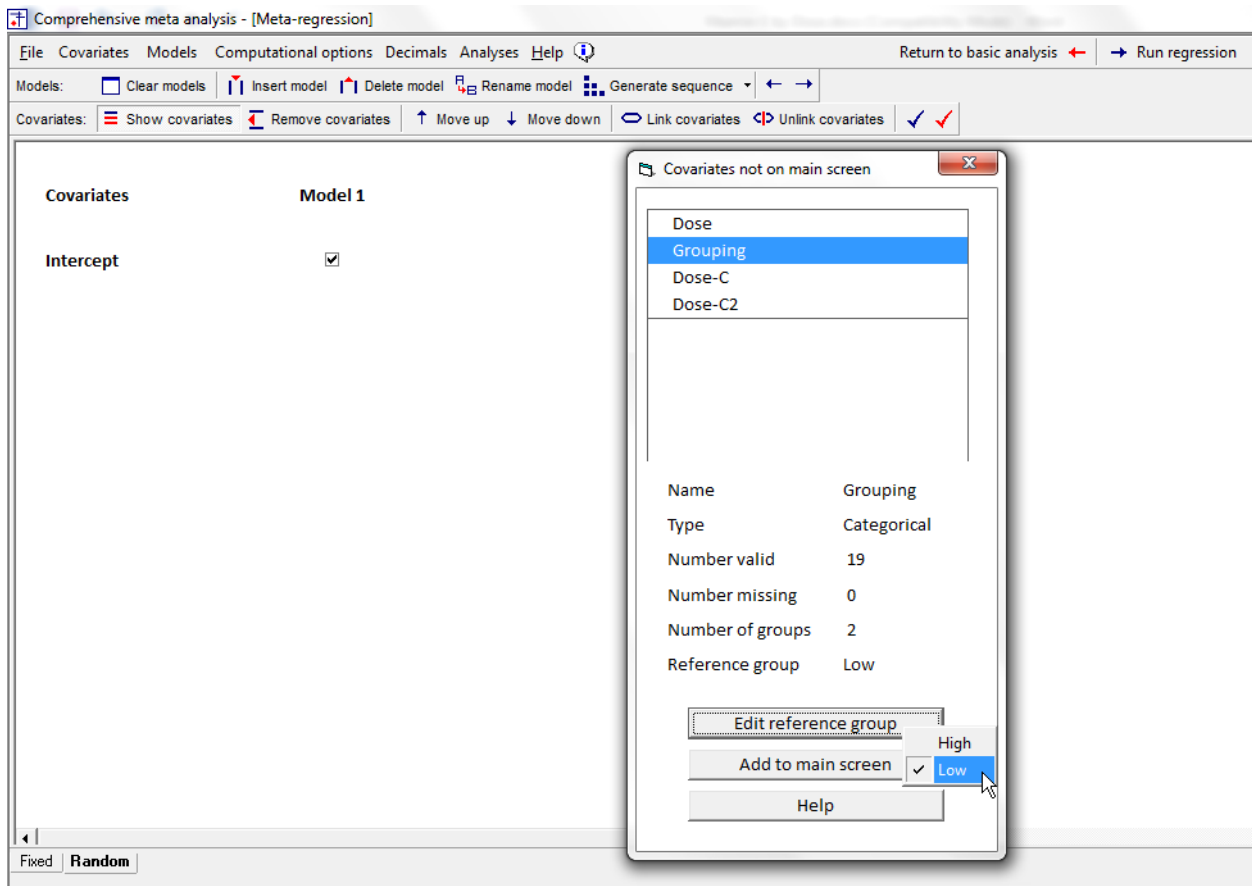 Comprehensive meta analysis - [Meta-regression]
File Covariates Models Computational options Decimals Analyses Help Return to basic analysis Run regression
Models: Clear models Insert model Delete model Rename model Generate sequence
Covariates: Show covariates Remove covariates Move up Move down Link covariates Unlink covariates
Covariates Model 1
Intercept
Covariates not on main screen
Dose
Grouping
Dose-C
Dose-C2
Name Grouping
Type Categorical
Number valid 19
Number missing 0
Number of groups 2
Reference group Low
Edit reference group
High
Add to main screen
Low
Help
Fixed Random